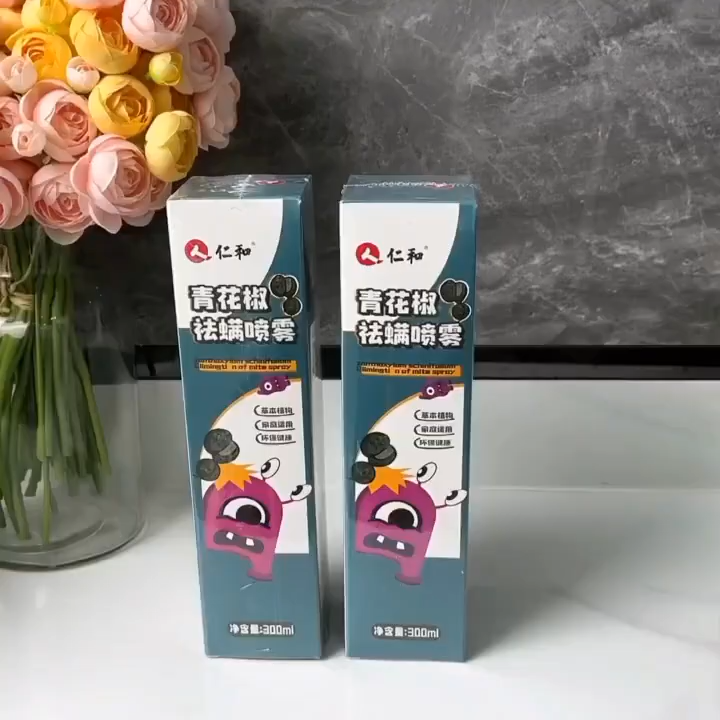 仁和
青花椒
祛螨喷雾
基本植物
家庭适用
环保健康
净含量:300ml
仁和
青花椒
祛螨喷雾
基本植物
家庭适用
环保健康
净含量:300ml